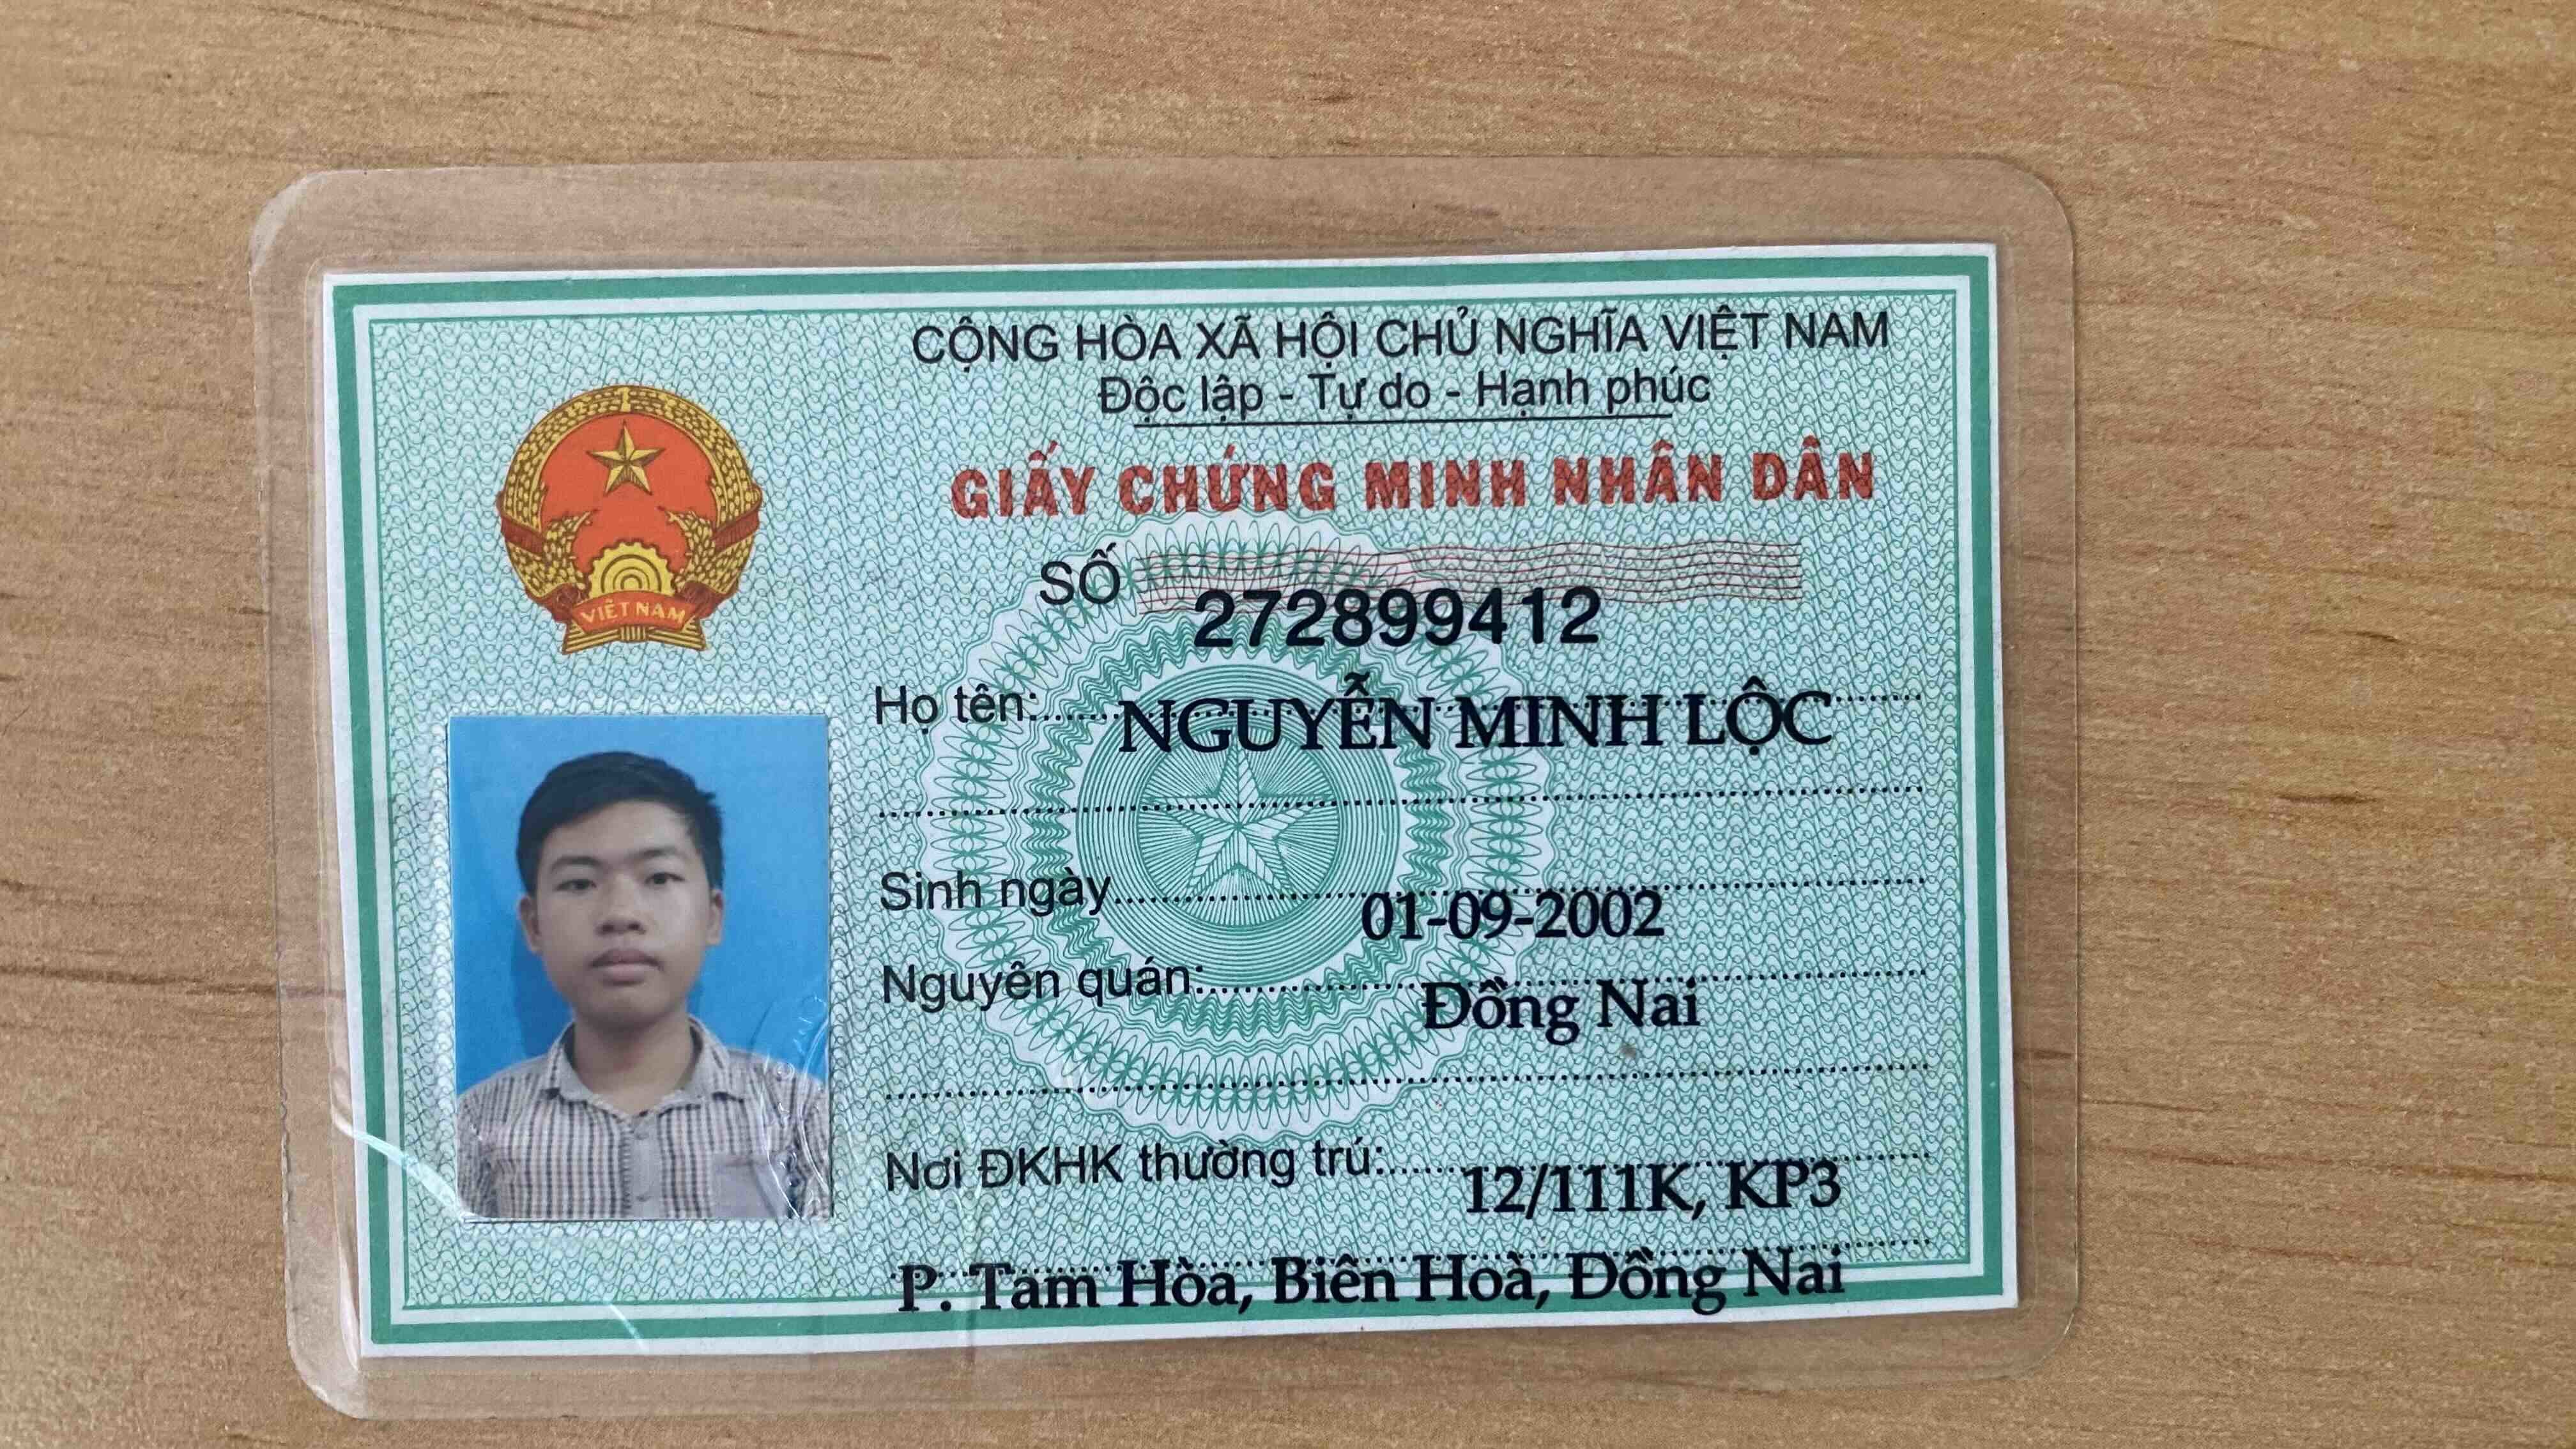 CỘNG HÒA XÃ HỘI CHỦ NGHĨA VIỆT NAM
Độc lập - Tự do - Hạnh phúc
GIẤY CHỨNG MINH NHÂN DÂN
SỐ 272899412
VIỆT NAM
Họ tên: NGUYỄN MINH LỘC
Sinh ngày 01-09-2002
Nguyên quán: Đồng Nai
Nơi ĐKHK thường trú: 12/111K, KP3
P. Tam Hòa, Biên Hoà, Đồng Nai